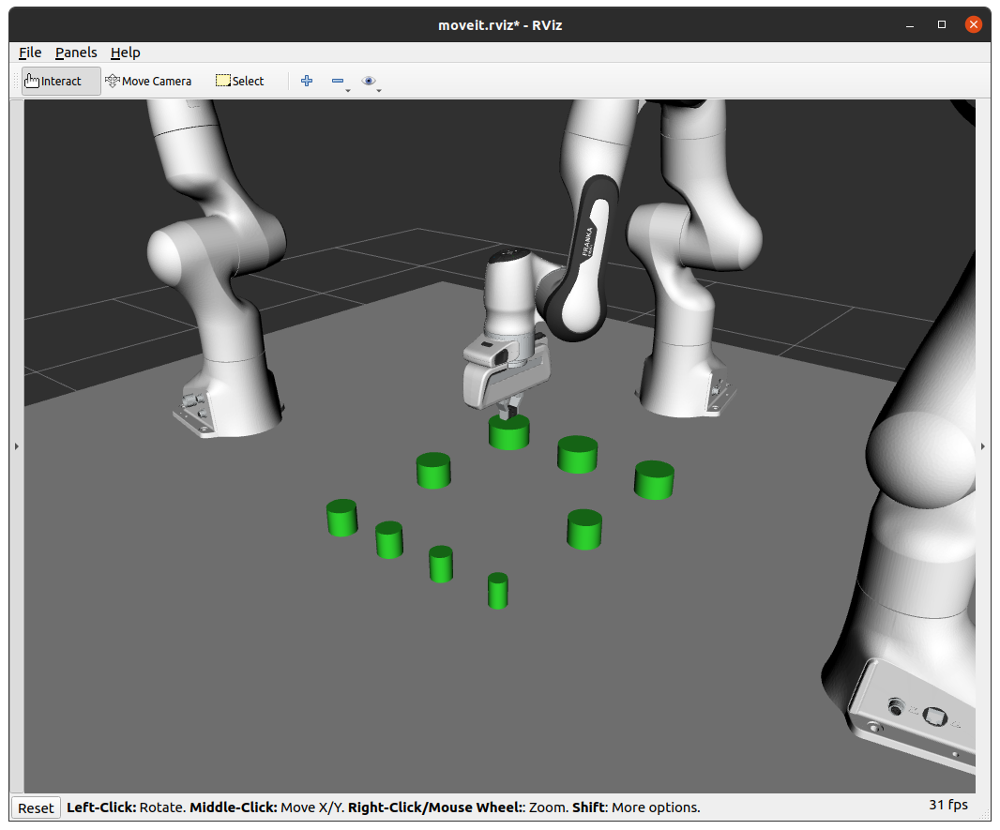 moveit.rviz* - RViz
File Panels Help
Interact Move Camera Select
FRANKA
Reset Left-Click: Rotate. Middle-Click: Move X/Y. Right-Click/Mouse Wheel:: Zoom. Shift: More options. 31 fps